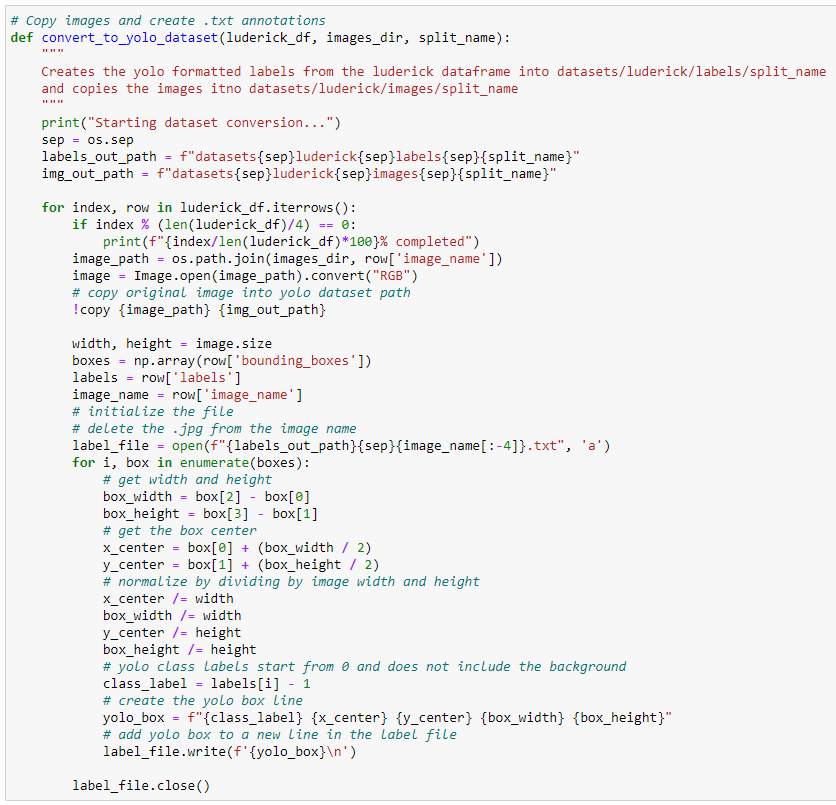 # Copy images and create .txt annotations
def convert_to_yolo_dataset(luderick_df, images_dir, split_name):
    """
    Creates the yolo formatted labels from the luderick dataframe into datasets/luderick/labels/split_name
    and copies the images itno datasets/luderick/images/split_name
    """
    print("Starting dataset conversion...")
    sep = os.sep
    labels_out_path = f"datasets{sep}luderick{sep}labels{sep}{split_name}"
    img_out_path = f"datasets{sep}luderick{sep}images{sep}{split_name}"

    for index, row in luderick_df.iterrows():
        if index % (len(luderick_df)/4) == 0:
            print(f"{index/len(luderick_df)*100}% completed")
        image_path = os.path.join(images_dir, row['image_name'])
        image = Image.open(image_path).convert("RGB")
        # copy original image into yolo dataset path
        !copy {image_path} {img_out_path}

        width, height = image.size
        boxes = np.array(row['bounding_boxes'])
        labels = row['labels']
        image_name = row['image_name']
        # initialize the file
        # delete the .jpg from the image name
        label_file = open(f"{labels_out_path}{sep}{image_name[:-4]}.txt", 'a')
        for i, box in enumerate(boxes):
            # get width and height
            box_width = box[2] - box[0]
            box_height = box[3] - box[1]
            # get the box center
            x_center = box[0] + (box_width / 2)
            y_center = box[1] + (box_height / 2)
            # normalize by dividing by image width and height
            x_center /= width
            box_width /= width
            y_center /= height
            box_height /= height
            # yolo class labels start from 0 and does not include the background
            class_label = labels[i] - 1
            # create the yolo box line
            yolo_box = f"{class_label} {x_center} {y_center} {box_width} {box_height}"
            # add yolo box to a new line in the label file
            label_file.write(f'{yolo_box}\n')

        label_file.close()